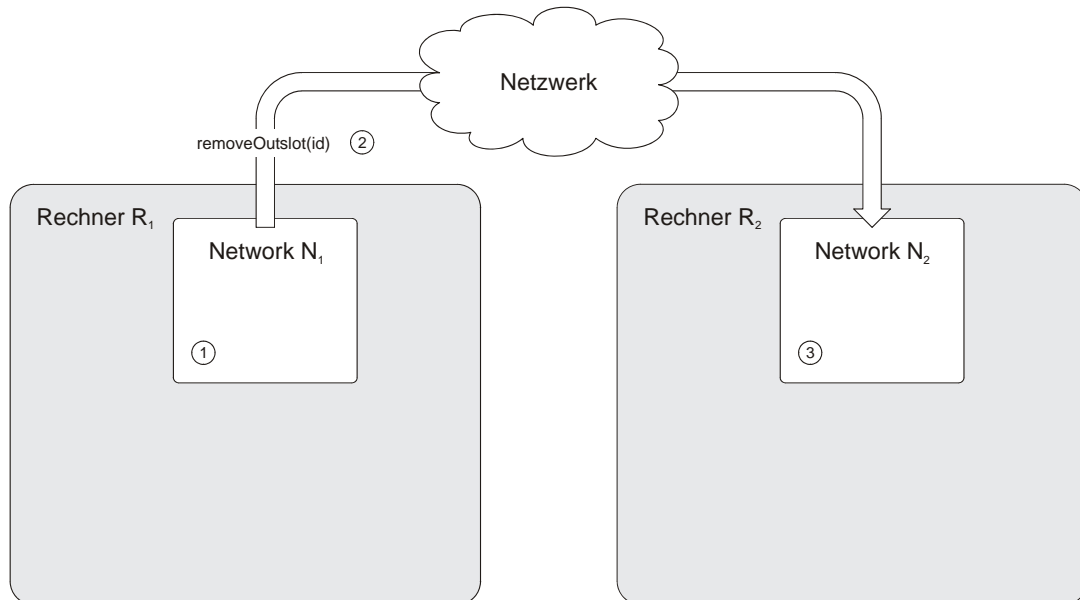 Netzwerk
removeOutslot(id) ②
Rechner R₁
Network N₁
①
Rechner R₂
Network N₂
③